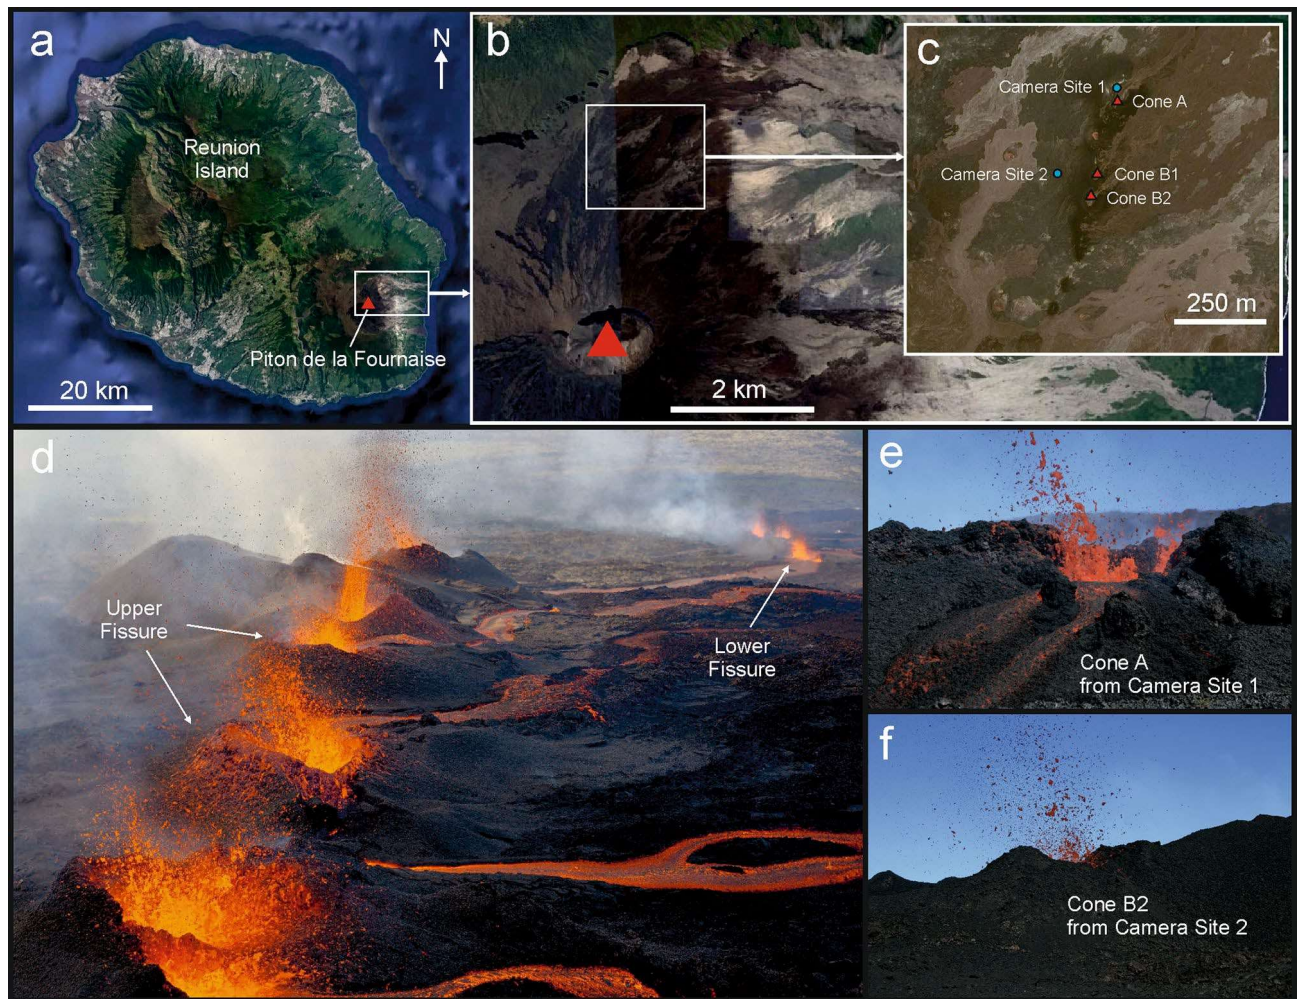 a
N
Reunion
Island
Piton de la Fournaise
20 km
b
2 km
c
Camera Site 1
Cone A
Camera Site 2
Cone B1
Cone B2
250 m
d
Upper
Fissure
Lower
Fissure
e
Cone A
from Camera Site 1
f
Cone B2
from Camera Site 2